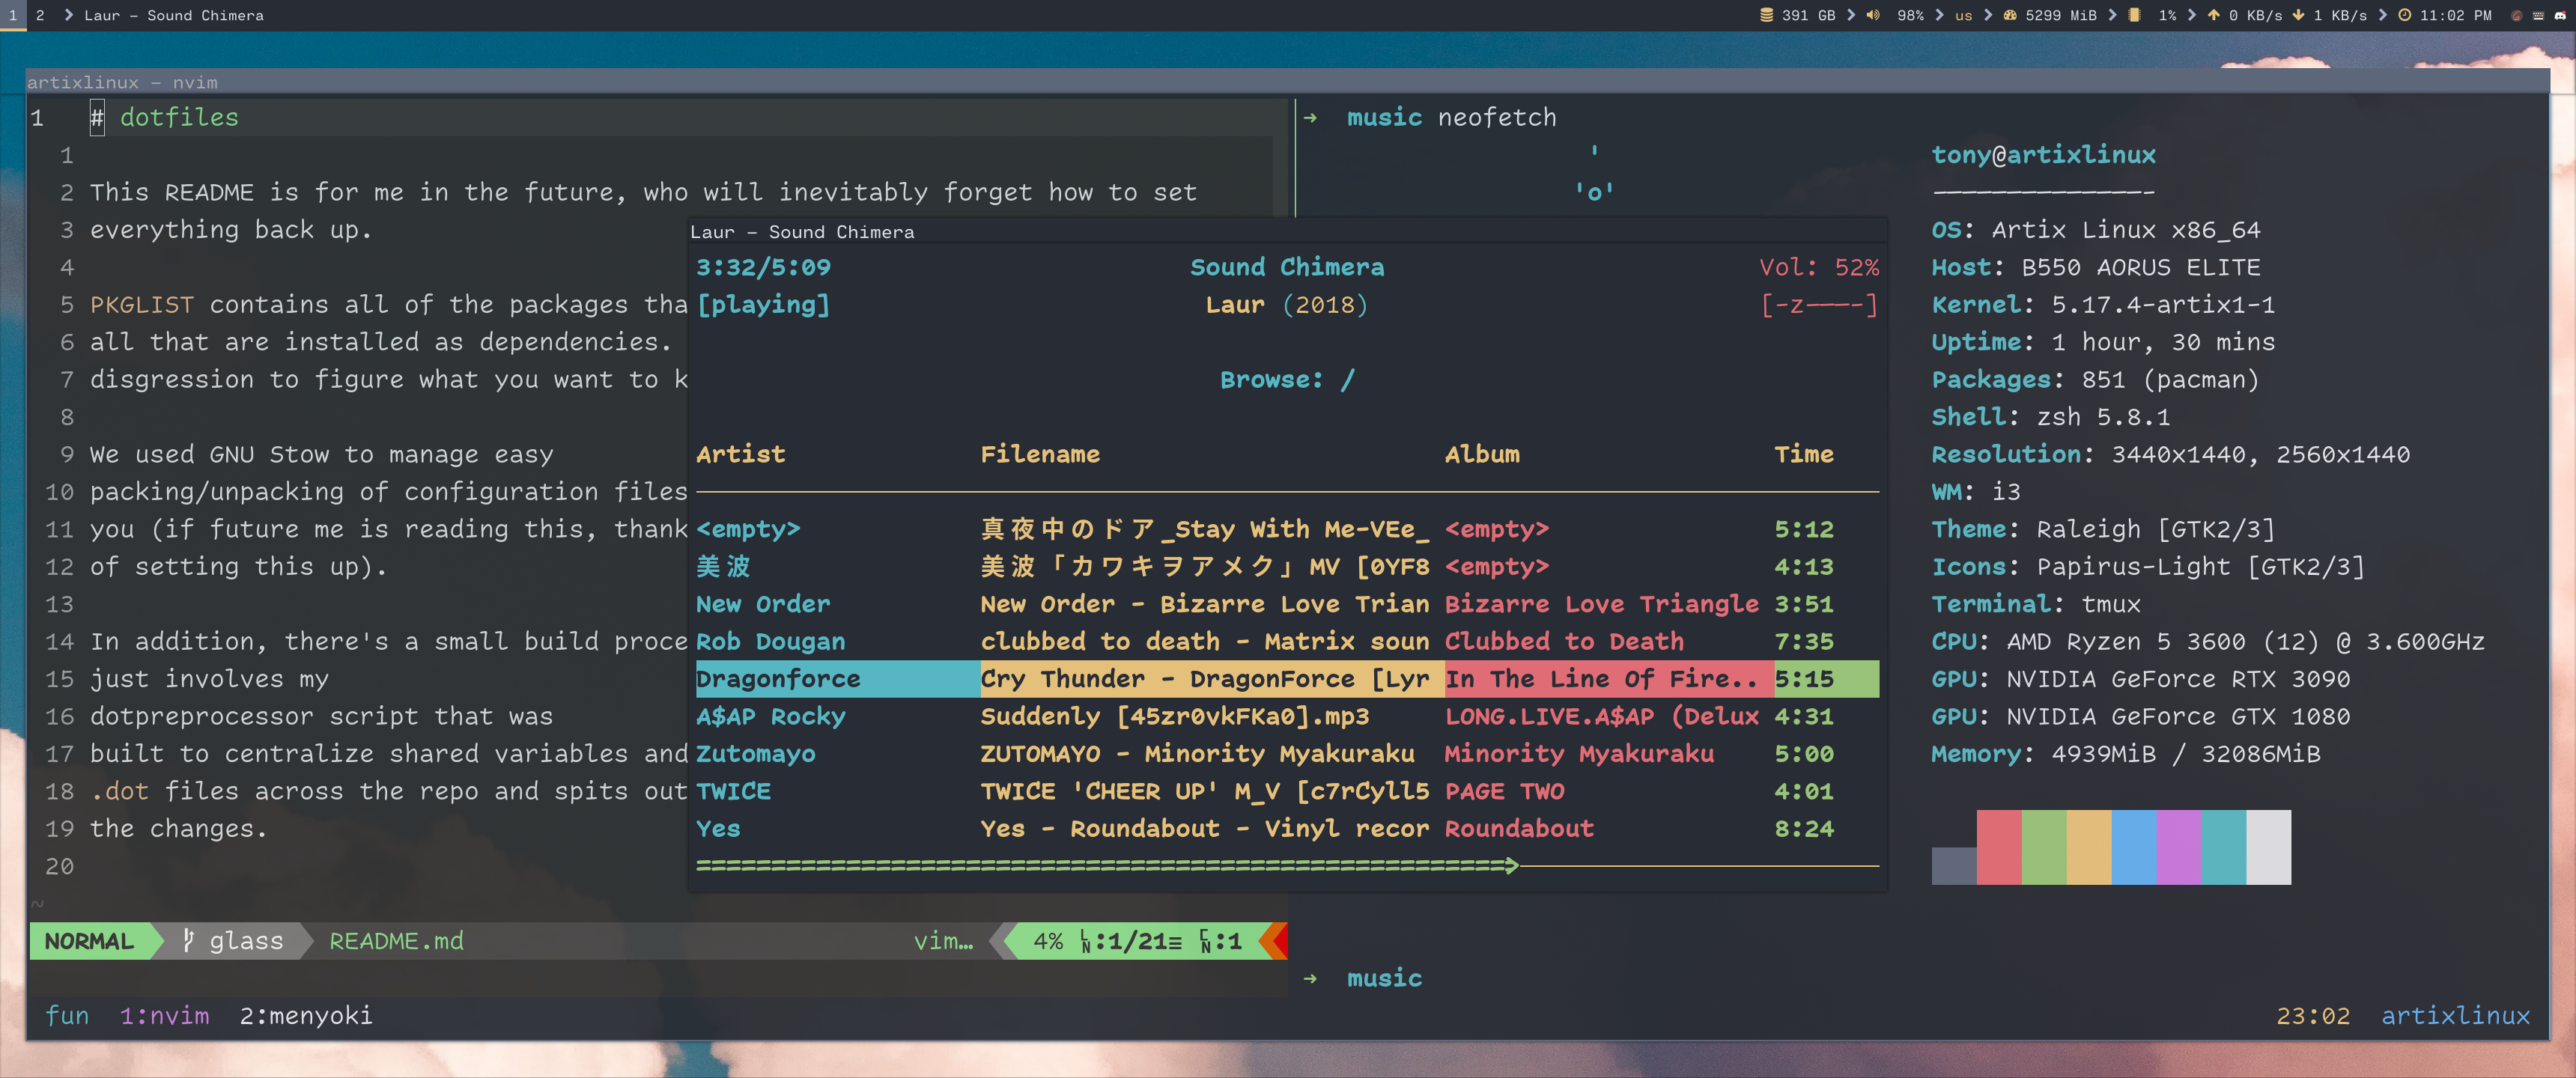 1 2 Laur – Sound Chimera 391 GB 98% us 5299 MiB 1% 0 KB/s 1 KB/s 11:02 PM
artixlinux – nvim
1 # dotfiles
1
2 This README is for me in the future, who will inevitably forget how to set
3 everything back up.
4
5 PKGLIST contains all of the packages tha
6 all that are installed as dependencies.
7 disgression to figure what you want to k
8
9 We used GNU Stow to manage easy
10 packing/unpacking of configuration files
11 you (if future me is reading this, thank
12 of setting this up).
13
14 In addition, there's a small build proce
15 just involves my
16 dotpreprocessor script that was
17 built to centralize shared variables and
18 .dot files across the repo and spits out
19 the changes.
20
~
NORMAL glass README.md vim… 4% LN:1/21≡ CN:1
→ music neofetch
'
'o'
tony@artixlinux
---------------
OS: Artix Linux x86_64
Host: B550 AORUS ELITE
Kernel: 5.17.4-artix1-1
Uptime: 1 hour, 30 mins
Packages: 851 (pacman)
Shell: zsh 5.8.1
Resolution: 3440x1440, 2560x1440
WM: i3
Theme: Raleigh [GTK2/3]
Icons: Papirus-Light [GTK2/3]
Terminal: tmux
CPU: AMD Ryzen 5 3600 (12) @ 3.600GHz
GPU: NVIDIA GeForce RTX 3090
GPU: NVIDIA GeForce GTX 1080
Memory: 4939MiB / 32086MiB
→ music
Laur – Sound Chimera
3:32/5:09 Sound Chimera Vol: 52%
[playing] Laur (2018) [-z----]
Browse: /
Artist Filename Album Time
<empty> 真夜中のドア_Stay With Me-VEe_ <empty> 5:12
美波 美波「カワキヲアメク」MV [0YF8 <empty> 4:13
New Order New Order - Bizarre Love Trian Bizarre Love Triangle 3:51
Rob Dougan clubbed to death - Matrix soun Clubbed to Death 7:35
Dragonforce Cry Thunder - DragonForce [Lyr In The Line Of Fire.. 5:15
A$AP Rocky Suddenly [45zr0vkFKa0].mp3 LONG.LIVE.A$AP (Delux 4:31
Zutomayo ZUTOMAYO - Minority Myakuraku Minority Myakuraku 5:00
TWICE TWICE 'CHEER UP' M_V [c7rCyll5 PAGE TWO 4:01
Yes Yes - Roundabout - Vinyl recor Roundabout 8:24
fun 1:nvim 2:menyoki 23:02 artixlinux